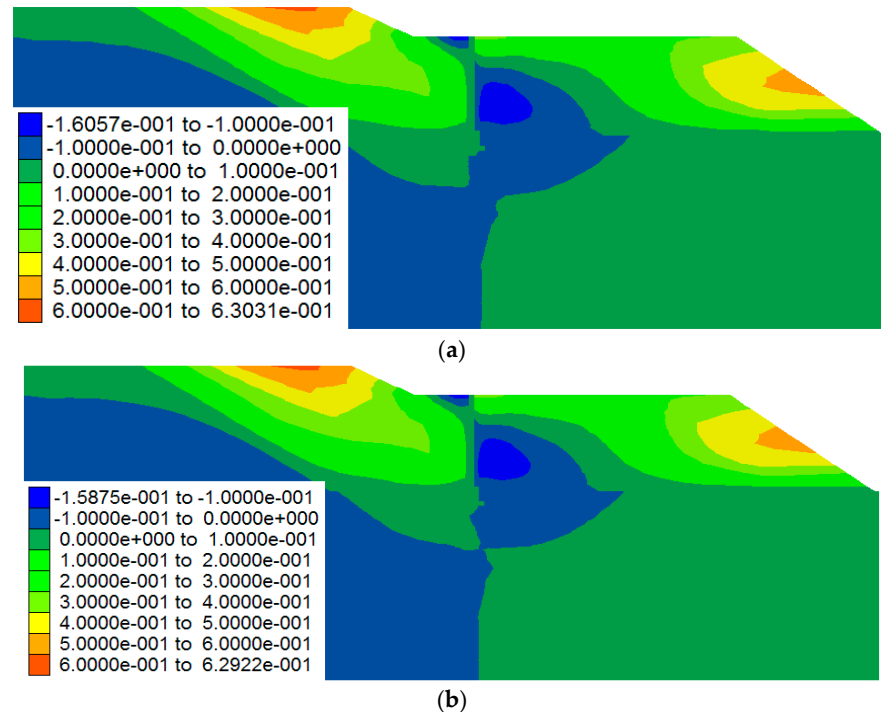 -1.6057e-001 to -1.0000e-001
-1.0000e-001 to 0.0000e+000
0.0000e+000 to 1.0000e-001
1.0000e-001 to 2.0000e-001
2.0000e-001 to 3.0000e-001
3.0000e-001 to 4.0000e-001
4.0000e-001 to 5.0000e-001
5.0000e-001 to 6.0000e-001
6.0000e-001 to 6.3031e-001
(a)
-1.5875e-001 to -1.0000e-001
-1.0000e-001 to 0.0000e+000
0.0000e+000 to 1.0000e-001
1.0000e-001 to 2.0000e-001
2.0000e-001 to 3.0000e-001
3.0000e-001 to 4.0000e-001
4.0000e-001 to 5.0000e-001
5.0000e-001 to 6.0000e-001
6.0000e-001 to 6.2922e-001
(b)